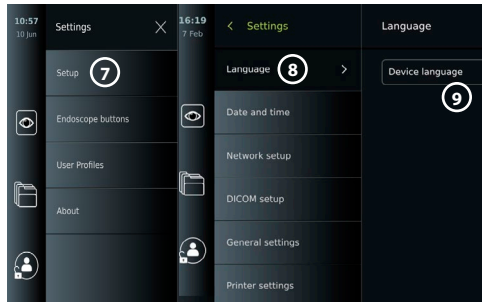 10:57
10 Jun
Settings
Setup
7
Endoscope buttons
User Profiles
About
16:19
7 Feb
Settings
Language
8
Date and time
Network setup
DICOM setup
General settings
Printer settings
Language
Device language
9